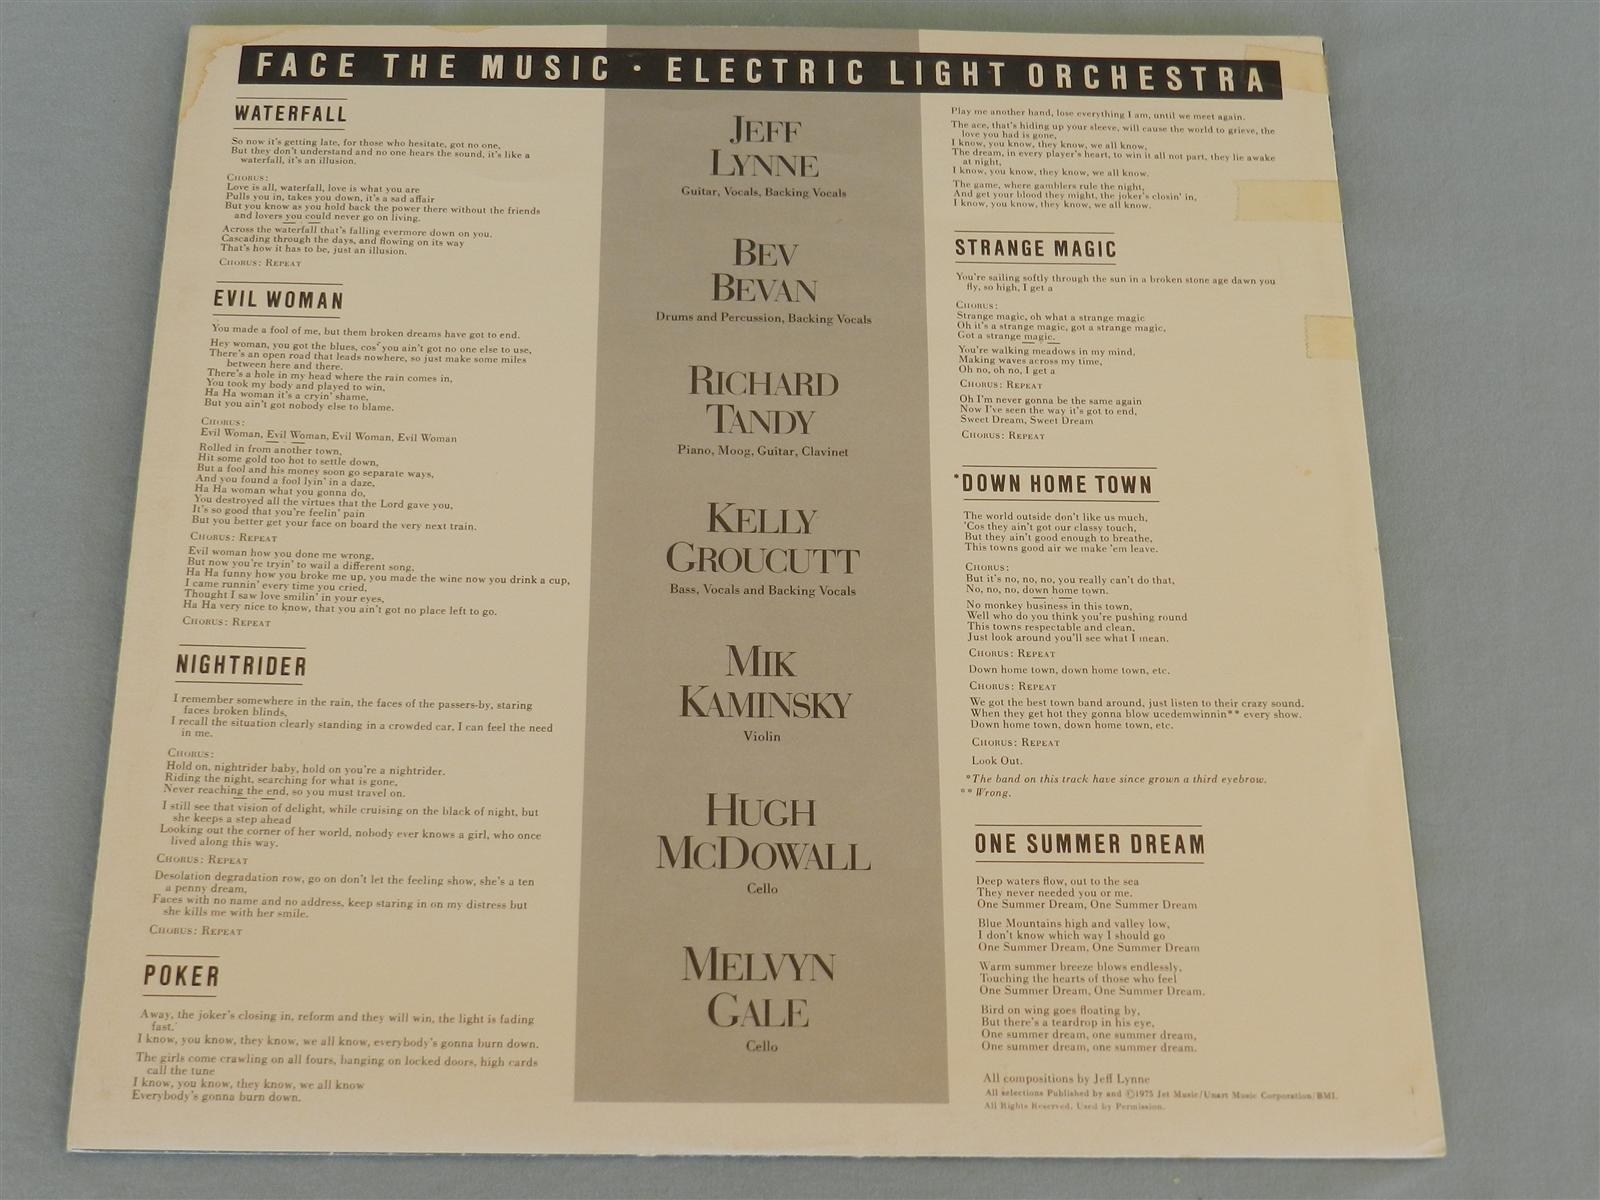 FACE THE MUSIC • ELECTRIC LIGHT ORCHESTRA
WATERFALL
So now it's getting late, for those who hesitate, got no one,
But they don't understand and no one hears the sound, it's like a
waterfall, it's an illusion.
CHORUS:
Love is all, waterfall, love is what you are
Pulls you in, takes you down, it's a sad affair
But you know as you hold back the power there without the friends
and lovers you could never go on living.
Across the waterfall that's falling evermore down on you.
Cascading through the days, and flowing on its way
That's how it has to be, just an illusion.
CHORUS: REPEAT
EVIL WOMAN
You made a fool of me, but them broken dreams have got to end.
Hey woman, you got the blues, cos' you ain't got no one else to use,
There's an open road that leads nowhere, so just make some miles
between here and there.
There's a hole in my head where the rain comes in,
You took my body and played to win,
Ha Ha woman it's a cryin' shame,
But you ain't got nobody else to blame.
CHORUS:
Evil Woman, Evil Woman, Evil Woman, Evil Woman
Rolled in from another town,
Hit some gold too hot to settle down,
But a fool and his money soon go separate ways,
And you found a fool lyin' in a daze,
Ha Ha woman what you gonna do,
You destroyed all the virtues that the Lord gave you,
It's so good that you're feelin' pain
But you better get your face on board the very next train.
CHORUS: REPEAT
Evil woman how you done me wrong,
But now you're tryin' to wail a different song,
Ha Ha funny how you broke me up, you made the wine now you drink a cup,
I came runnin' every time you cried,
Thought I saw love smilin' in your eyes,
Ha Ha very nice to know, that you ain't got no place left to go.
CHORUS: REPEAT
NIGHTRIDER
I remember somewhere in the rain, the faces of the passers-by, staring
faces broken blinds,
I recall the situation clearly standing in a crowded car, I can feel the need
in me.
CHORUS:
Hold on, nightrider baby, hold on you're a nightrider.
Riding the night, searching for what is gone,
Never reaching the end, so you must travel on.
I still see that vision of delight, while cruising on the black of night, but
she keeps a step ahead
Looking out the corner of her world, nobody ever knows a girl, who once
lived along this way.
CHORUS: REPEAT
Desolation degradation row, go on don't let the feeling show, she's a ten
a penny dream,
Faces with no name and no address, keep staring in on my distress but
she kills me with her smile.
CHORUS: REPEAT
POKER
Away, the joker's closing in, reform and they will win, the light is fading
fast.
I know, you know, they know, we all know, everybody's gonna burn down.
The girls come crawling on all fours, banging on locked doors, high cards
call the tune
I know, you know, they know, we all know
Everybody's gonna burn down.
JEFF
LYNNE
Guitar, Vocals, Backing Vocals
BEV
BEVAN
Drums and Percussion, Backing Vocals
RICHARD
TANDY
Piano, Moog, Guitar, Clavinet
KELLY
GROUCUTT
Bass, Vocals and Backing Vocals
MIK
KAMINSKY
Violin
HUGH
MCDOWALL
Cello
MELVYN
GALE
Cello
Play me another hand, lose everything I am, until we meet again.
The ace, that's hiding up your sleeve, will cause the world to grieve, the
love you had is gone,
I know, you know, they know, we all know,
The dream, in every player's heart, to win it all not part, they lie awake
at night,
I know, you know, they know, we all know.
The game, where gamblers rule the night,
And get your blood they might, the joker's closin' in,
I know, you know, they know, we all know.
STRANGE MAGIC
You're sailing softly through the sun in a broken stone age dawn you
fly, so high, I get a
CHORUS:
Strange magic, oh what a strange magic
Oh it's a strange magic, got a strange magic,
Got a strange magic.
You're walking meadows in my mind,
Making waves across my time,
Oh no, oh no, I get a
CHORUS: REPEAT
Oh I'm never gonna be the same again
Now I've seen the way it's got to end,
Sweet Dream, Sweet Dream
CHORUS: REPEAT
*DOWN HOME TOWN
The world outside don't like us much,
'Cos they ain't got our classy touch,
But they ain't good enough to breathe,
This towns good air we make 'em leave.
CHORUS:
But it's no, no, no, you really can't do that,
No, no, no, down home town.
No monkey business in this town,
Well who do you think you're pushing round
This towns respectable and clean,
Just look around you'll see what I mean.
CHORUS: REPEAT
Down home town, down home town, etc.
CHORUS: REPEAT
We got the best town band around, just listen to their crazy sound.
When they get hot they gonna blow ucedemwinnin** every show.
Down home town, down home town, etc.
CHORUS: REPEAT
Look Out.
*The band on this track have since grown a third eyebrow.
**Wrong.
ONE SUMMER DREAM
Deep waters flow, out to the sea
They never needed you or me.
One Summer Dream, One Summer Dream
Blue Mountains high and valley low,
I don't know which way I should go
One Summer Dream, One Summer Dream
Warm summer breeze blows endlessly,
Touching the hearts of those who feel
One Summer Dream, One Summer Dream.
Bird on wing goes floating by,
But there's a teardrop in his eye,
One summer dream, one summer dream,
One summer dream, one summer dream.
All compositions by Jeff Lynne
All selections Published by and ©1975 Jet Music/Unart Music Corporation/BMI.
All Rights Reserved. Used by Permission.